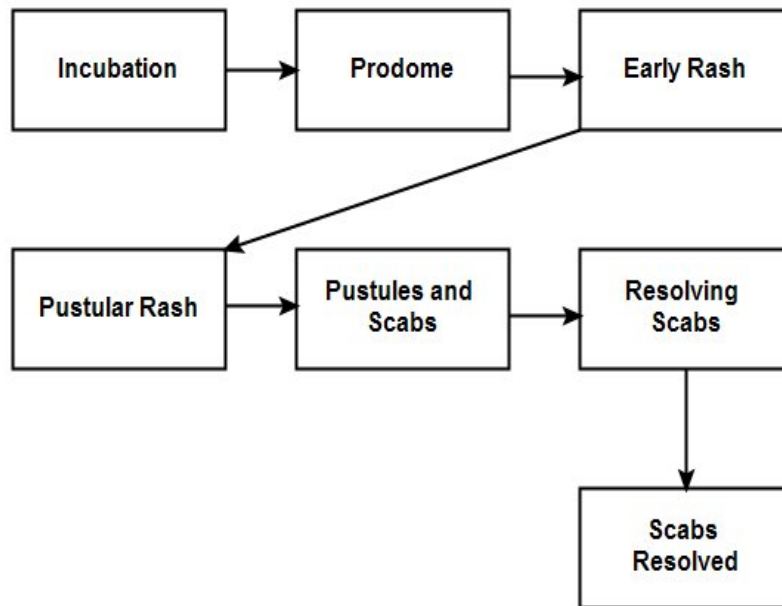 Incubation
Prodome
Early Rash
Pustular Rash
Pustules and
Scabs
Resolving
Scabs
Scabs
Resolved